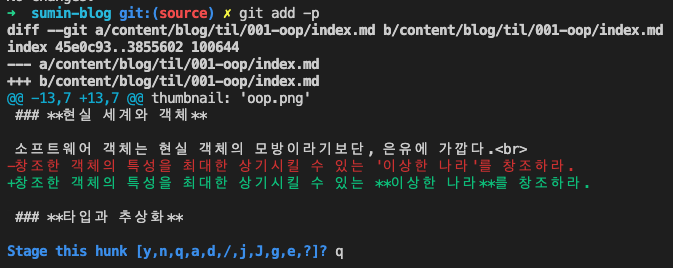 No changes.
➜ sumin-blog git:(source) ✗ git add -p
diff --git a/content/blog/til/001-oop/index.md b/content/blog/til/001-oop/index.md
index 45e0c93..3855602 100644
--- a/content/blog/til/001-oop/index.md
+++ b/content/blog/til/001-oop/index.md
@@ -13,7 +13,7 @@ thumbnail: 'oop.png'
### **현실 세계와 객체**
소프트웨어 객체는 현실 객체의 모방이라기보단, 은유에 가깝다.<br>
-창조한 객체의 특성을 최대한 상기시킬 수 있는 '이상한 나라'를 창조하라.
+창조한 객체의 특성을 최대한 상기시킬 수 있는 **이상한 나라**를 창조하라.
### **타입과 추상화**
Stage this hunk [y,n,q,a,d,/,j,J,g,e,?]? q